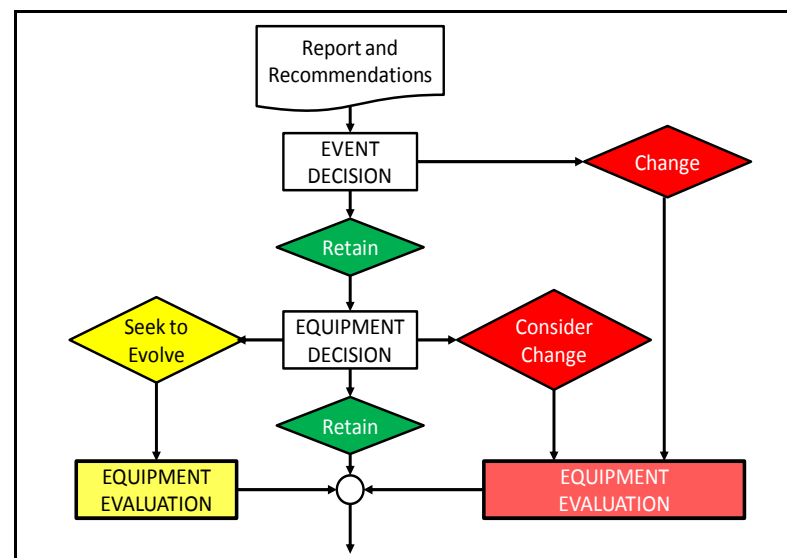 Report and
Recommendations
EVENT
DECISION
Change
Retain
Seek to
Evolve
EQUIPMENT
DECISION
Consider
Change
Retain
EQUIPMENT
EVALUATION
EQUIPMENT
EVALUATION